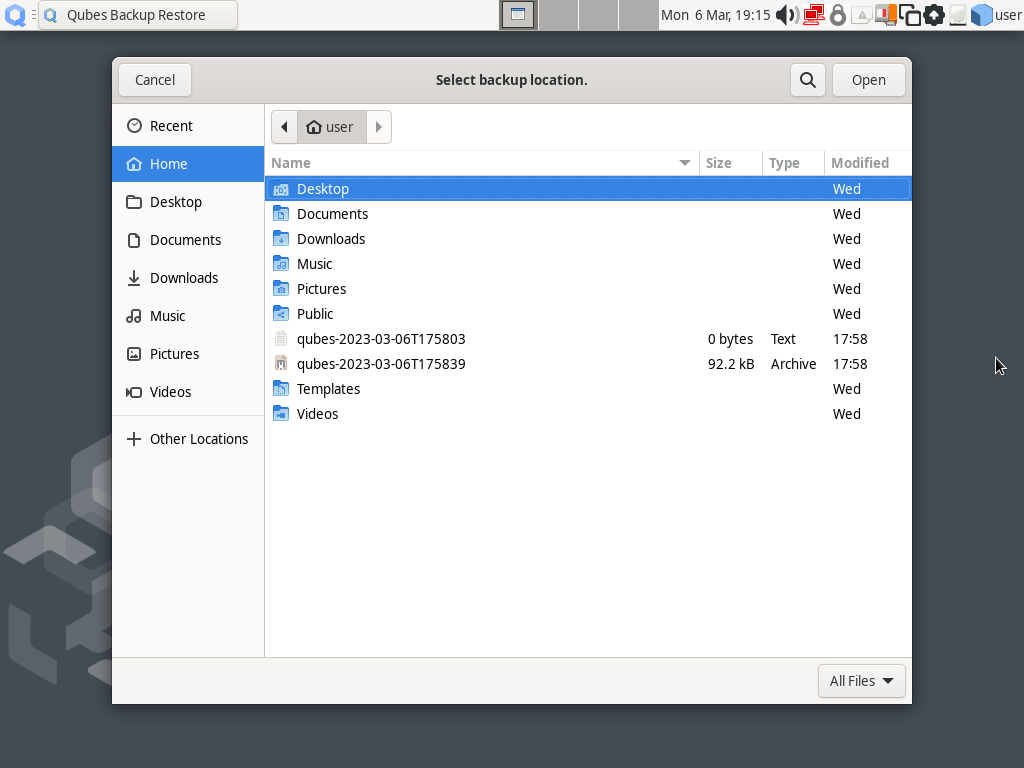 Qubes Backup Restore
Mon 6 Mar, 19:15
user
Cancel
Select backup location.
Open
Recent
Home
Desktop
Documents
Downloads
Music
Pictures
Videos
Other Locations
user
Name Size Type Modified
Desktop Wed
Documents Wed
Downloads Wed
Music Wed
Pictures Wed
Public Wed
qubes-2023-03-06T175803 0 bytes Text 17:58
qubes-2023-03-06T175839 92.2 kB Archive 17:58
Templates Wed
Videos Wed
All Files